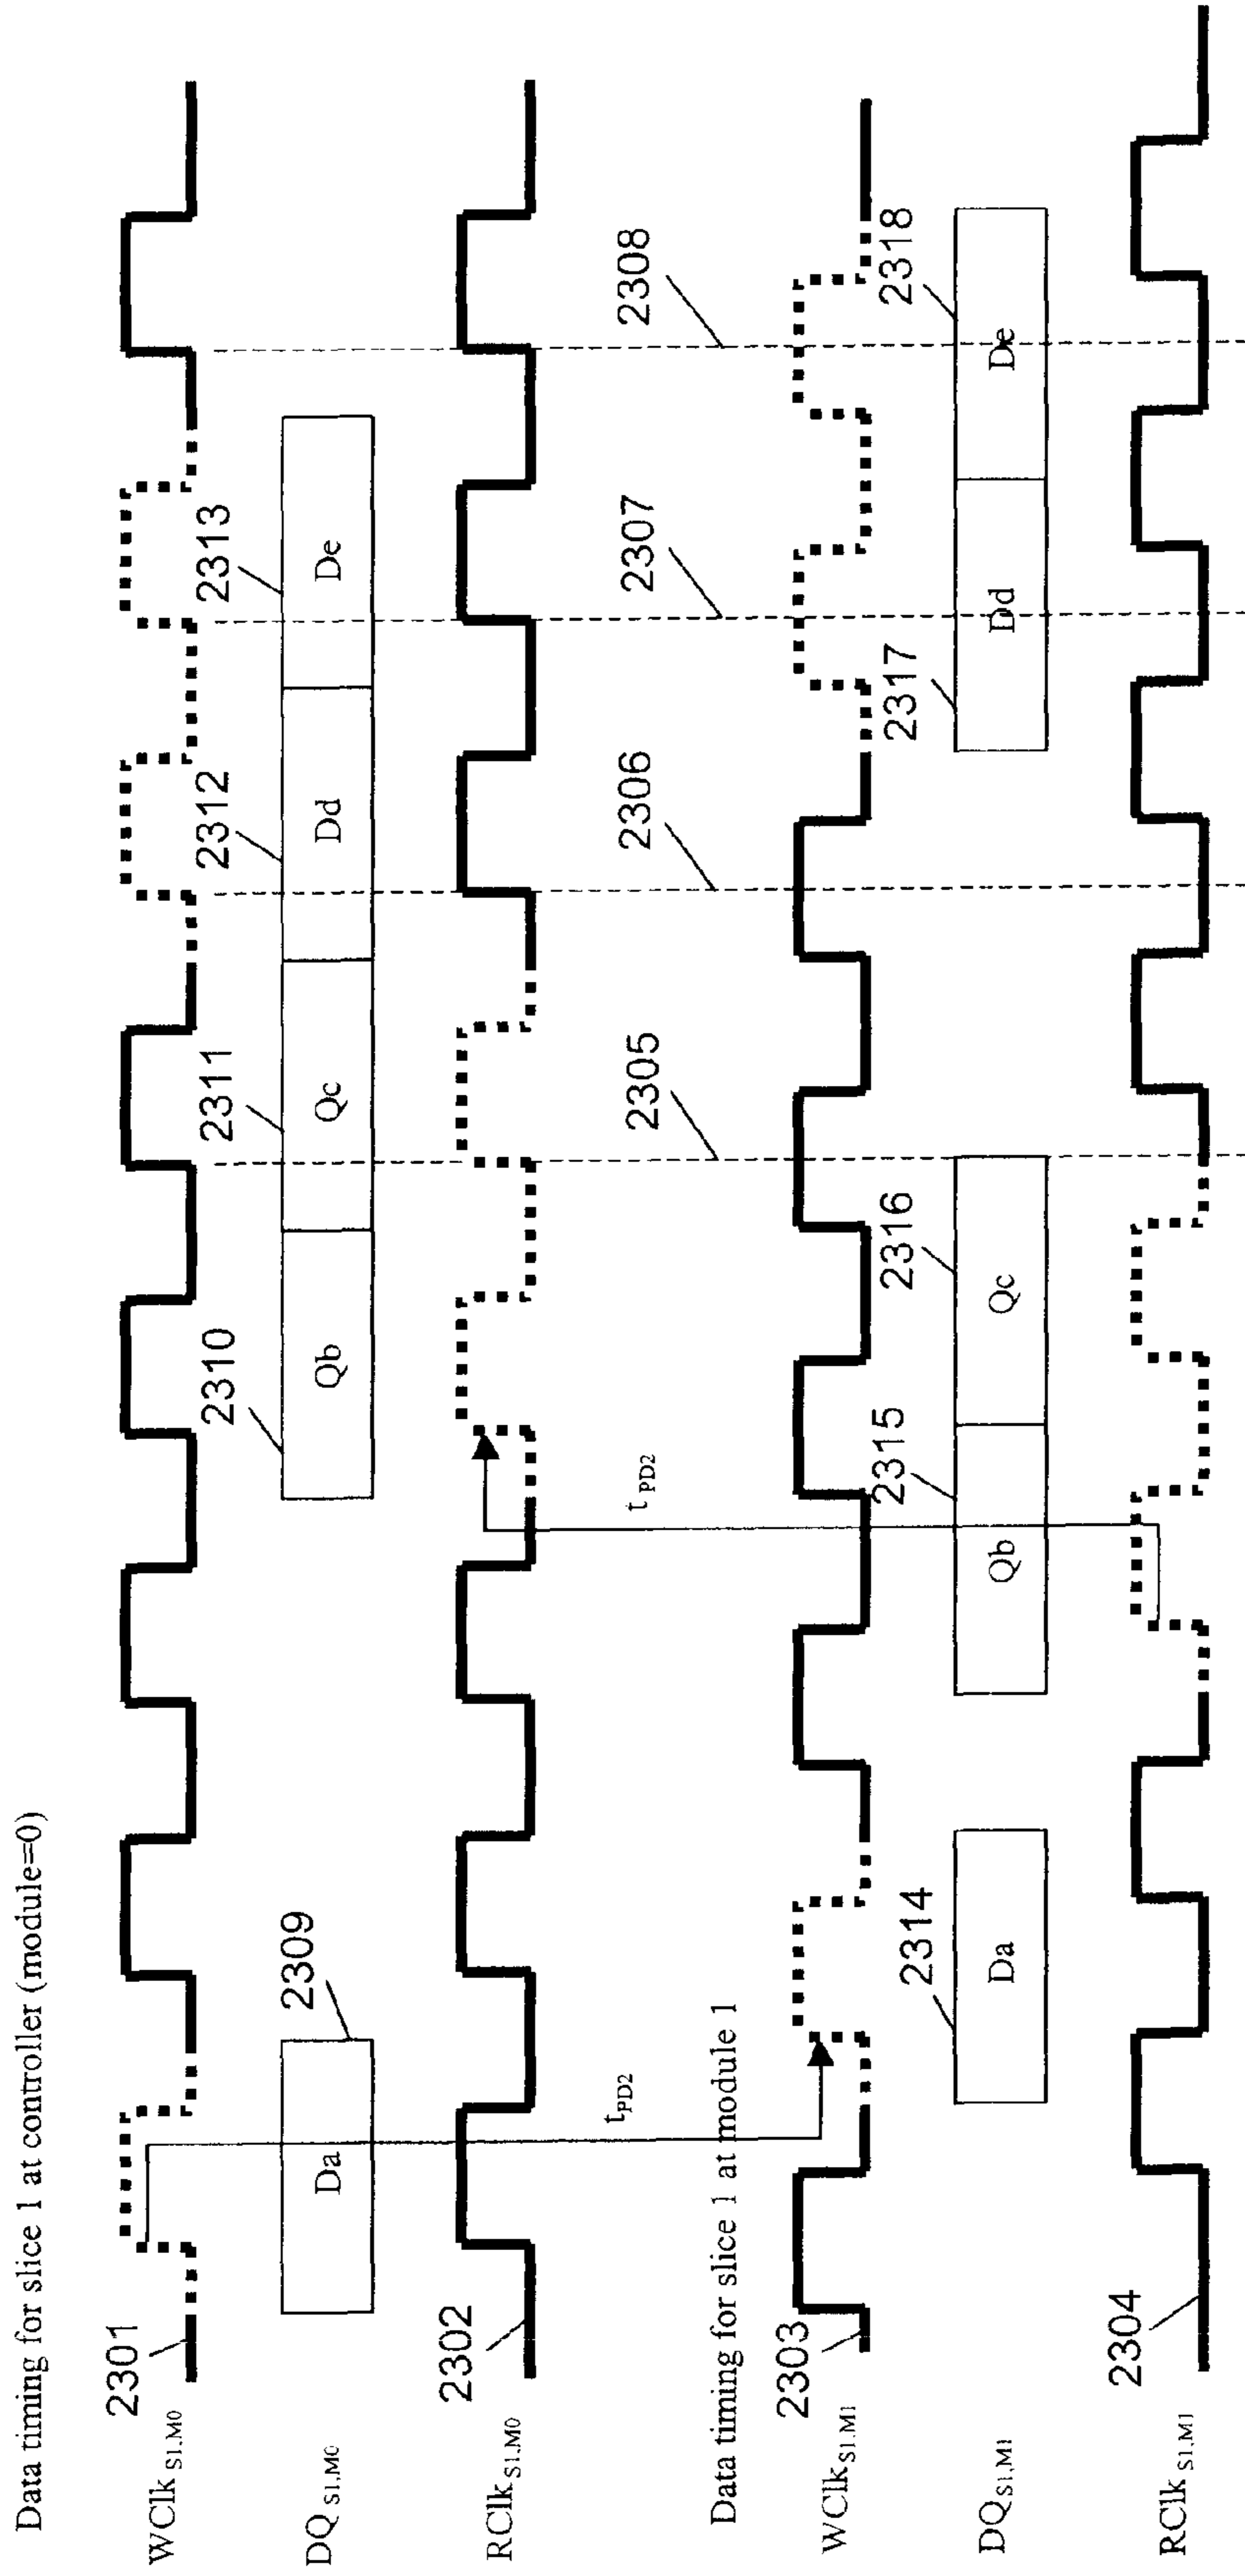 Data timing for slice 1 at controller (module=0)
2301
WClk S1,M0
2309
2310
2311
2312
2313
DQ S1,M0
Da
Qb
Qc
Dd
De
2302
RClk S1,M0
tPD2
t PD2
2305
2306
2307
2308
Data timing for slice 1 at module 1
2303
WClk S1,M1
2314
2315
2316
2317
2318
DQ S1,M1
Da
Qb
Qc
Dd
De
2304
RClk S1,M1